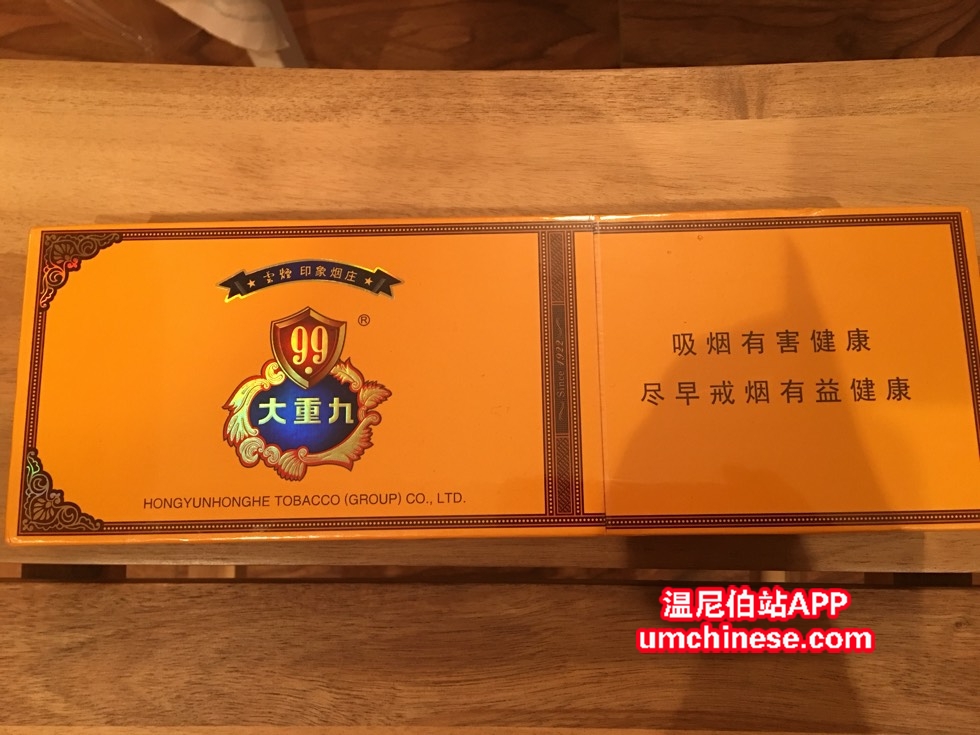 云烟 印象烟庄
99
®
大重九
HONGYUNHONGHE TOBACCO (GROUP) CO., LTD.
Since 1922
吸烟有害健康
尽早戒烟有益健康
温尼伯站APP
umchinese.com